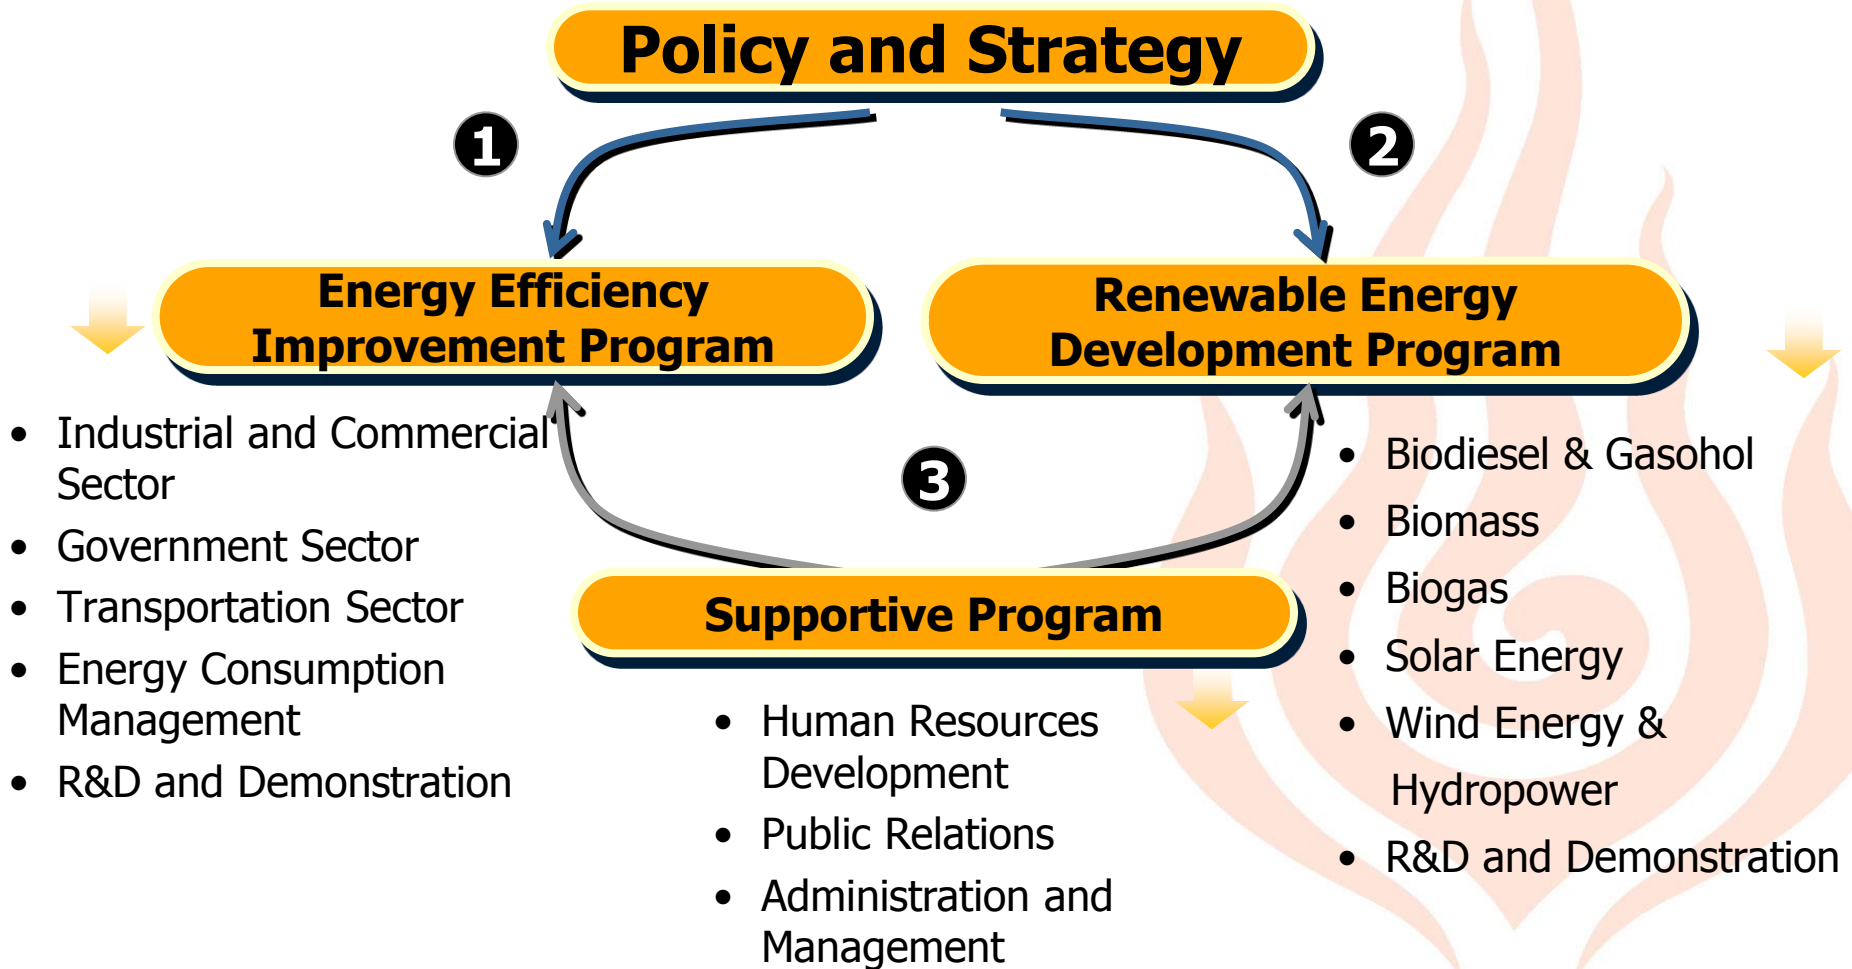 Policy and Strategy
1
2
Energy Efficiency
Improvement Program
Renewable Energy
Development Program
• Industrial and Commercial
Sector
• Government Sector
• Transportation Sector
• Energy Consumption
Management
• R&D and Demonstration
3
Supportive Program
• Human Resources
Development
• Public Relations
• Administration and
Management
• Biodiesel & Gasohol
• Biomass
• Biogas
• Solar Energy
• Wind Energy &
Hydropower
• R&D and Demonstration